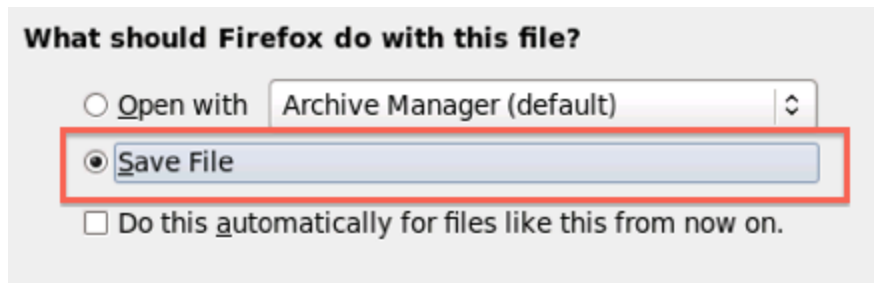 What should Firefox do with this file?
Open with Archive Manager (default)
Save File
Do this automatically for files like this from now on.